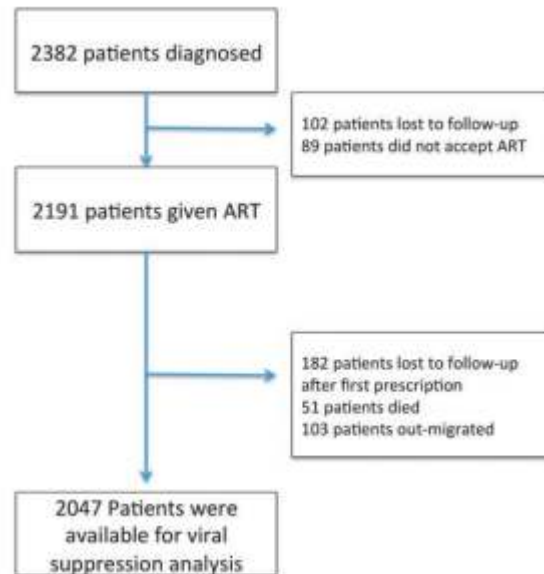 2382 patients diagnosed
102 patients lost to follow-up
89 patients did not accept ART
2191 patients given ART
182 patients lost to follow-up
after first prescription
51 patients died
103 patients out-migrated
2047 Patients were
available for viral
suppression analysis